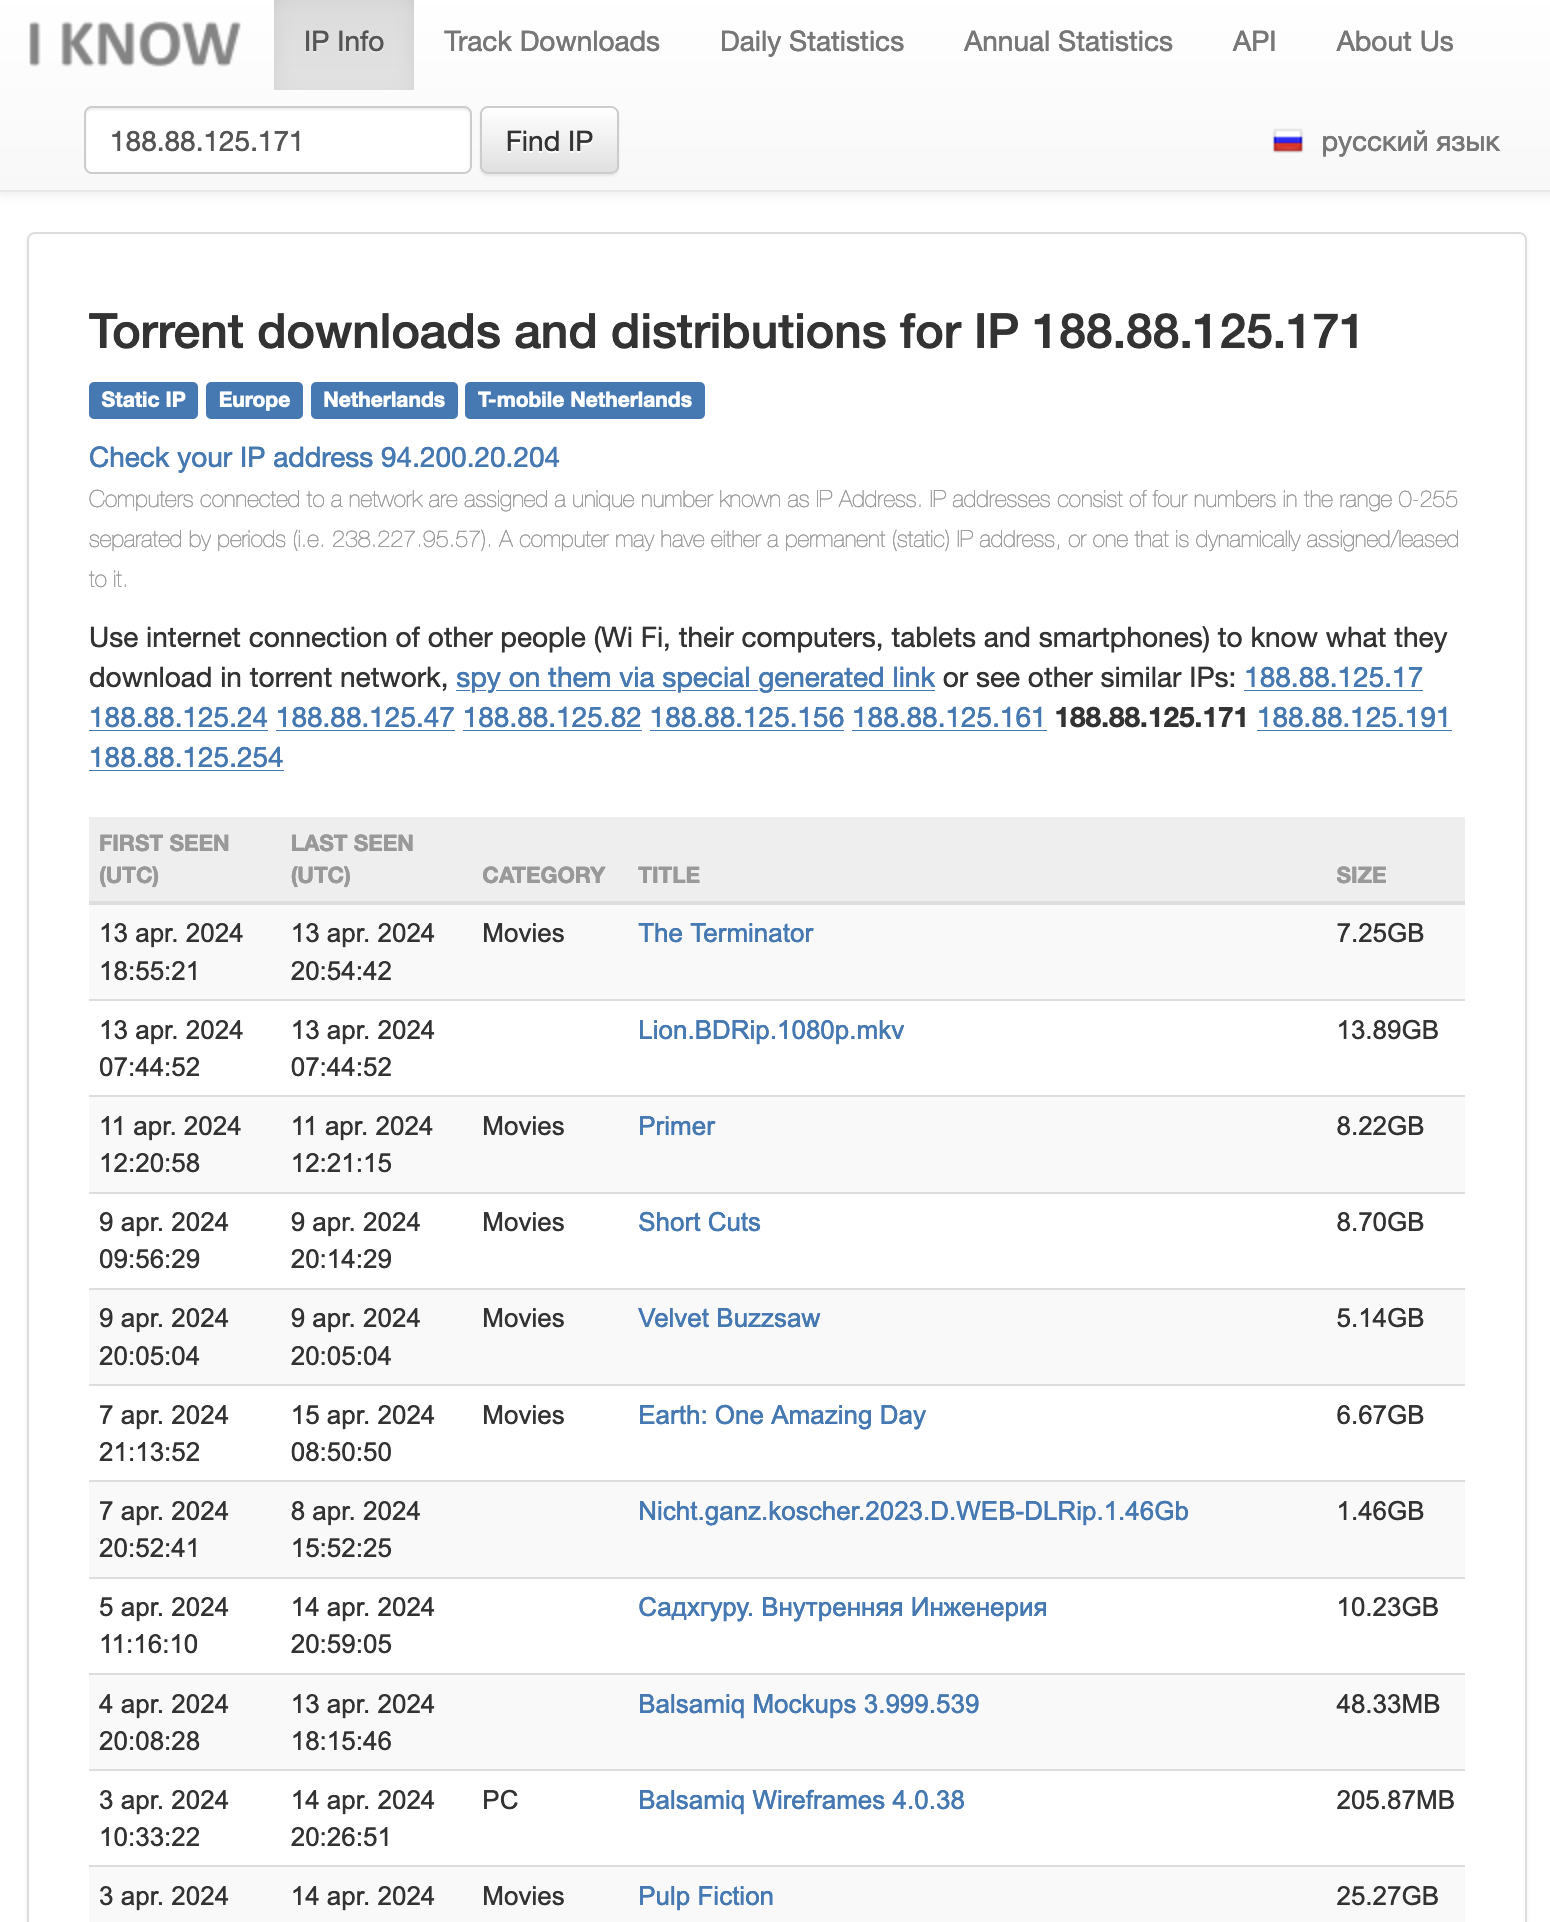 I KNOW
IP Info
Track Downloads
Daily Statistics
Annual Statistics
API
About Us
188.88.125.171
Find IP
русский язык
Torrent downloads and distributions for IP 188.88.125.171
Static IP
Europe
Netherlands
T-mobile Netherlands
Check your IP address 94.200.20.204
Computers connected to a network are assigned a unique number known as IP Address. IP addresses consist of four numbers in the range 0-255
separated by periods (i.e. 238.227.95.57). A computer may have either a permanent (static) IP address, or one that is dynamically assigned/leased
to it.
Use internet connection of other people (Wi Fi, their computers, tablets and smartphones) to know what they
download in torrent network, spy on them via special generated link or see other similar IPs: 188.88.125.17
188.88.125.24 188.88.125.47 188.88.125.82 188.88.125.156 188.88.125.161 188.88.125.171 188.88.125.191
188.88.125.254
FIRST SEEN LAST SEEN
(UTC) (UTC) CATEGORY TITLE SIZE
13 apr. 2024 13 apr. 2024 Movies The Terminator 7.25GB
18:55:21 20:54:42
13 apr. 2024 13 apr. 2024 Lion.BDRip.1080p.mkv 13.89GB
07:44:52 07:44:52
11 apr. 2024 11 apr. 2024 Movies Primer 8.22GB
12:20:58 12:21:15
9 apr. 2024 9 apr. 2024 Movies Short Cuts 8.70GB
09:56:29 20:14:29
9 apr. 2024 9 apr. 2024 Movies Velvet Buzzsaw 5.14GB
20:05:04 20:05:04
7 apr. 2024 15 apr. 2024 Movies Earth: One Amazing Day 6.67GB
21:13:52 08:50:50
7 apr. 2024 8 apr. 2024 Nicht.ganz.koscher.2023.D.WEB-DLRip.1.46Gb 1.46GB
20:52:41 15:52:25
5 apr. 2024 14 apr. 2024 Садхгуру. Внутренняя Инженерия 10.23GB
11:16:10 20:59:05
4 apr. 2024 13 apr. 2024 Balsamiq Mockups 3.999.539 48.33MB
20:08:28 18:15:46
3 apr. 2024 14 apr. 2024 PC Balsamiq Wireframes 4.0.38 205.87MB
10:33:22 20:26:51
3 apr. 2024 14 apr. 2024 Movies Pulp Fiction 25.27GB